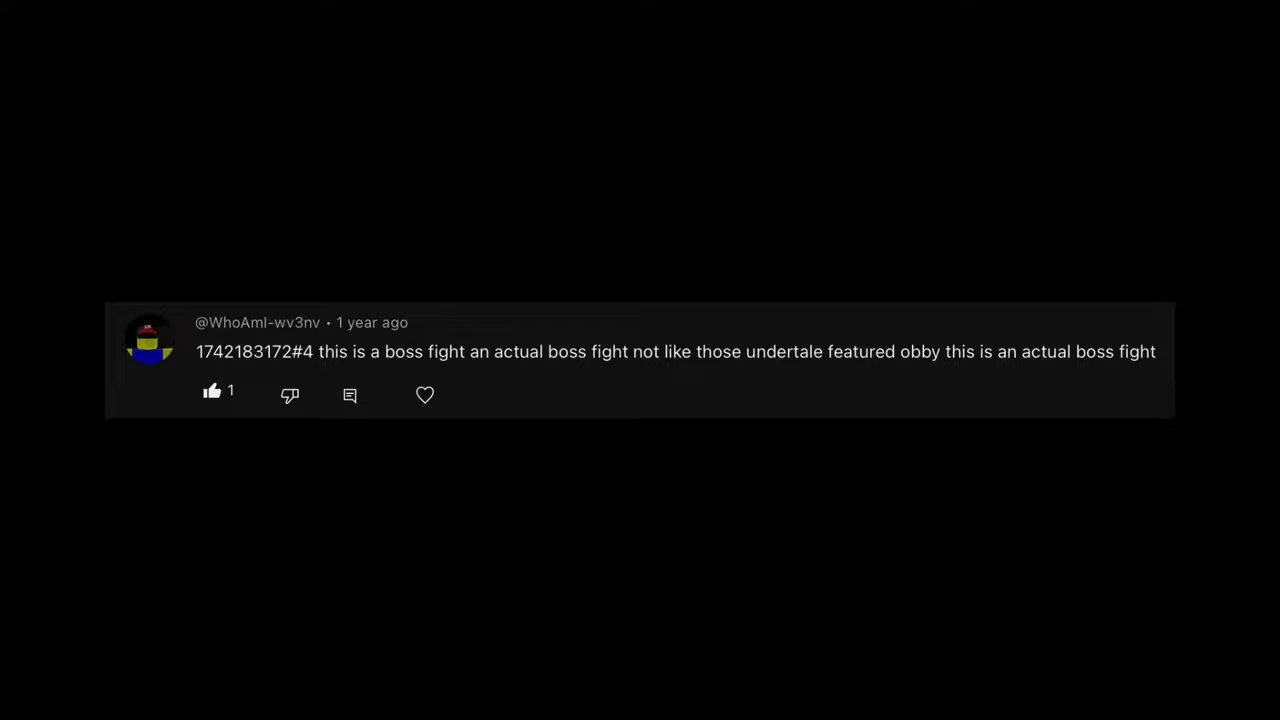 @WhoAmI-wv3nv • 1 year ago
1742183172#4 this is a boss fight an actual boss fight not like those undertale featured obby this is an actual boss fight
1